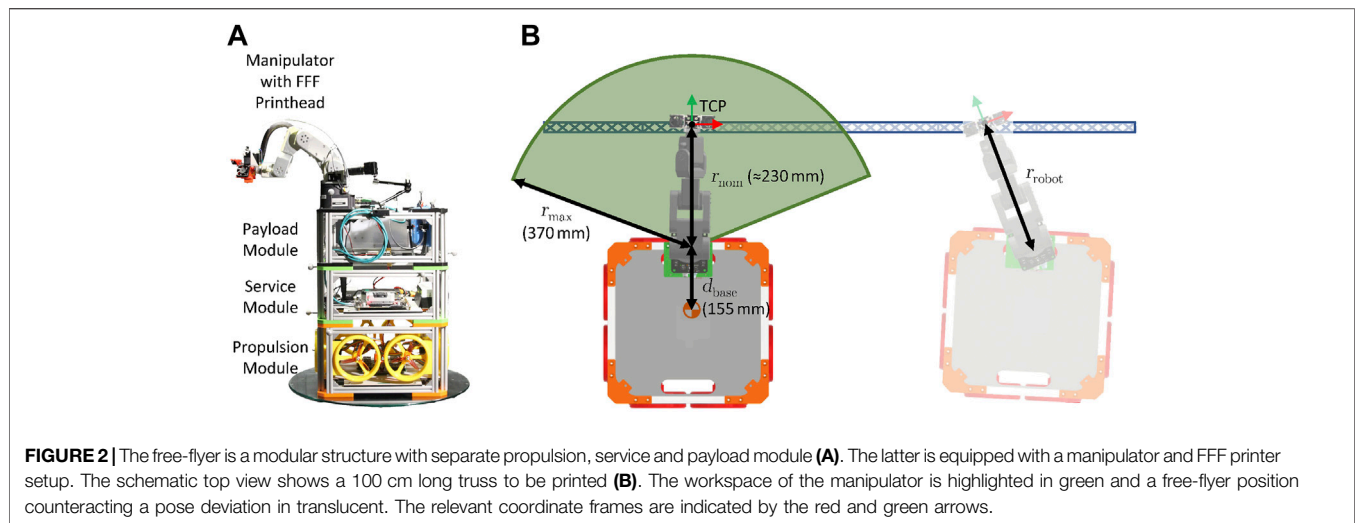 A
Manipulator
with FFF
Printhead
Payload
Module
Service
Module
Propulsion
Module
B
TCP
r_nom (≈230 mm)
r_max
(370 mm)
d_base
(155 mm)
r_robot
FIGURE 2 | The free-flyer is a modular structure with separate propulsion, service and payload module (A). The latter is equipped with a manipulator and FFF printer
setup. The schematic top view shows a 100 cm long truss to be printed (B). The workspace of the manipulator is highlighted in green and a free-flyer position
counteracting a pose deviation in translucent. The relevant coordinate frames are indicated by the red and green arrows.